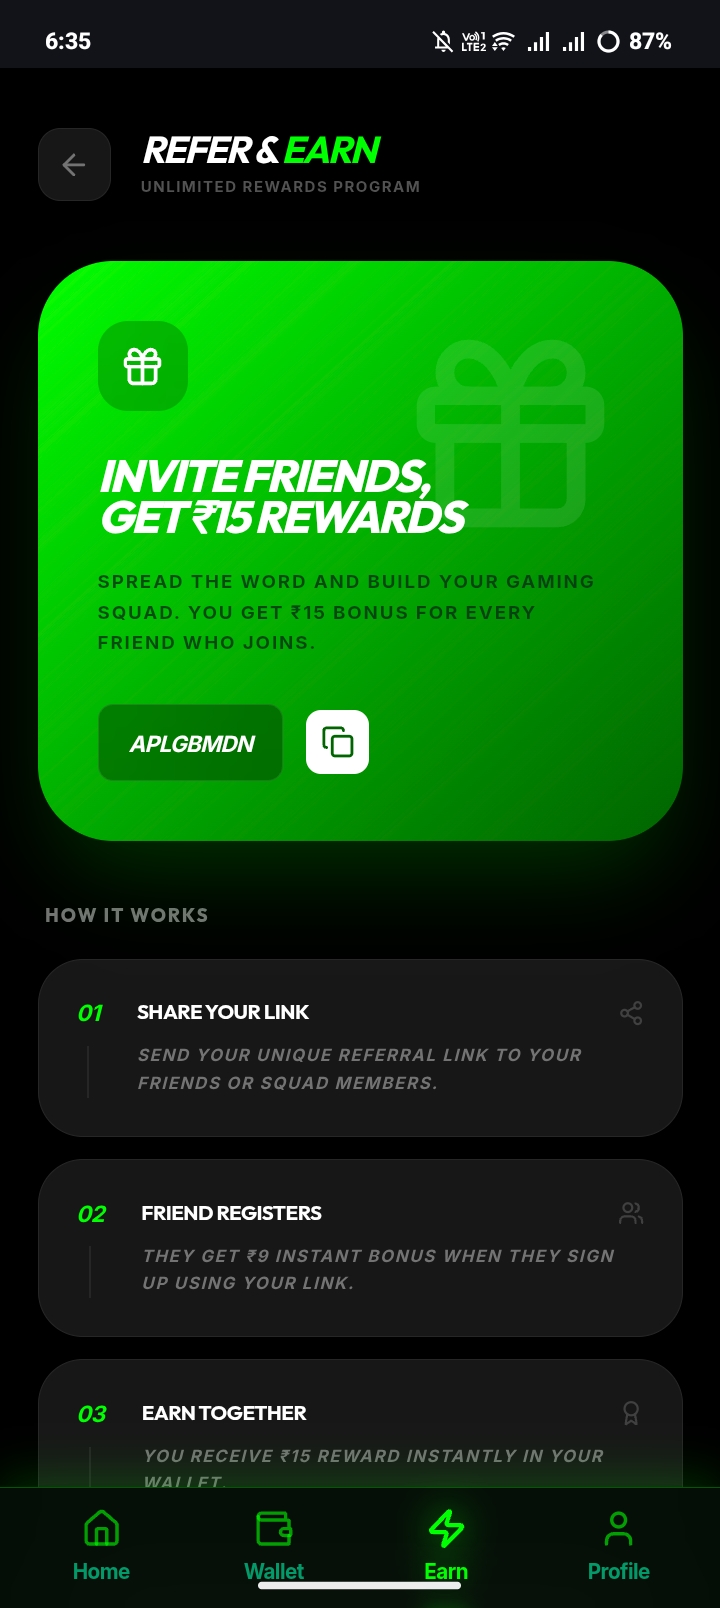 6:35
Vo)) 1
LTE2
87%
REFER & EARN
UNLIMITED REWARDS PROGRAM
INVITE FRIENDS,
GET ₹15 REWARDS
SPREAD THE WORD AND BUILD YOUR GAMING
SQUAD. YOU GET ₹15 BONUS FOR EVERY
FRIEND WHO JOINS.
APLGBMDN
HOW IT WORKS
01 SHARE YOUR LINK
SEND YOUR UNIQUE REFERRAL LINK TO YOUR
FRIENDS OR SQUAD MEMBERS.
02 FRIEND REGISTERS
THEY GET ₹9 INSTANT BONUS WHEN THEY SIGN
UP USING YOUR LINK.
03 EARN TOGETHER
YOU RECEIVE ₹15 REWARD INSTANTLY IN YOUR
WALLET.
Home Wallet Earn Profile